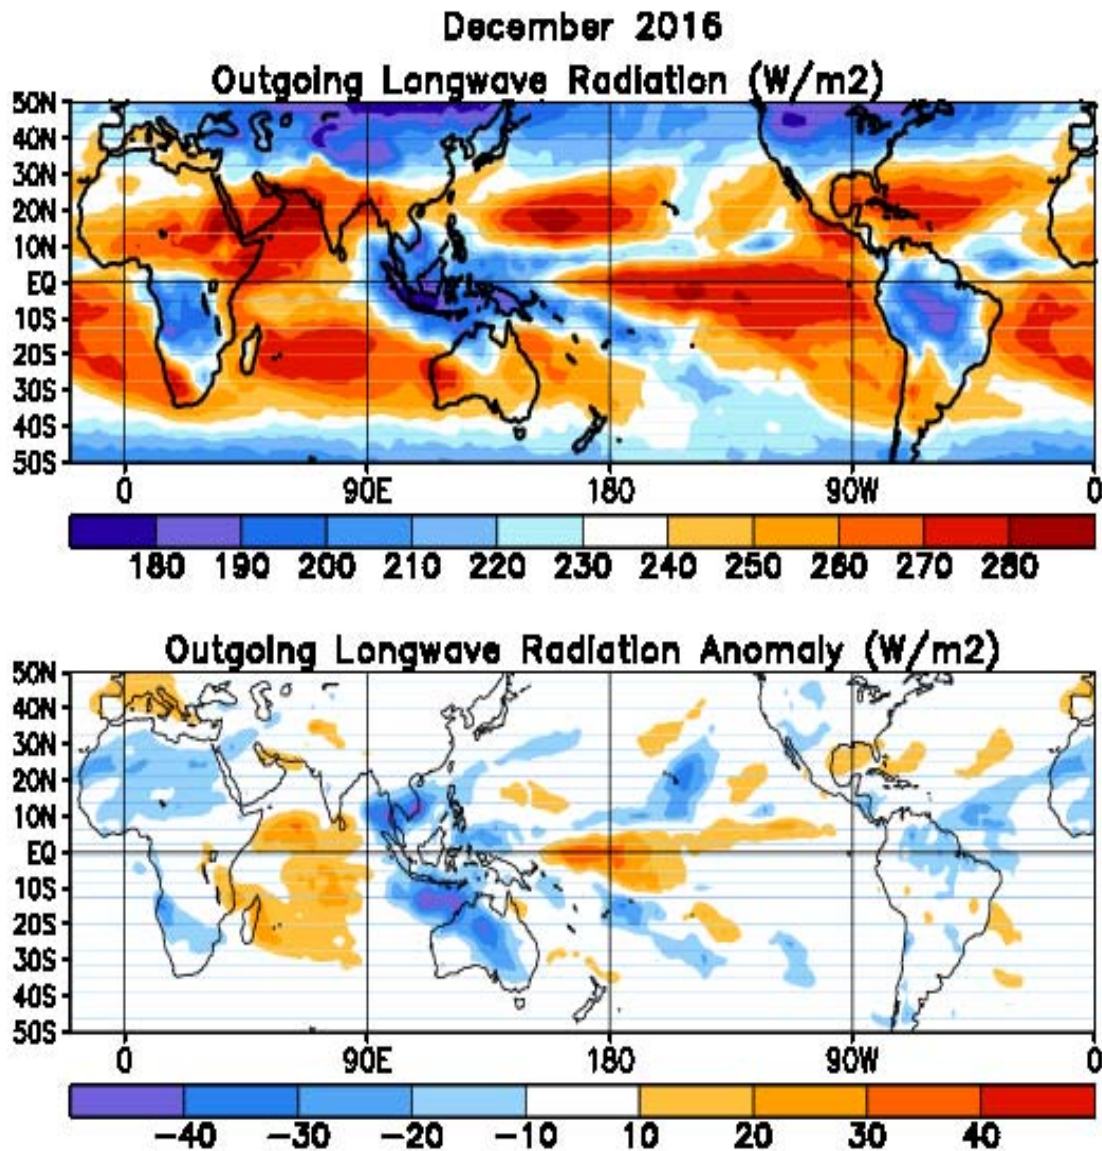 December 2016
Outgoing Longwave Radiation (W/m2)
50N
40N
30N
20N
10N
EQ
10S
20S
30S
40S
50S
0 90E 180 90W 0
180 190 200 210 220 230 240 250 260 270 280
Outgoing Longwave Radiation Anomaly (W/m2)
50N
40N
30N
20N
10N
EQ
10S
20S
30S
40S
50S
0 90E 180 90W 0
-40 -30 -20 -10 10 20 30 40